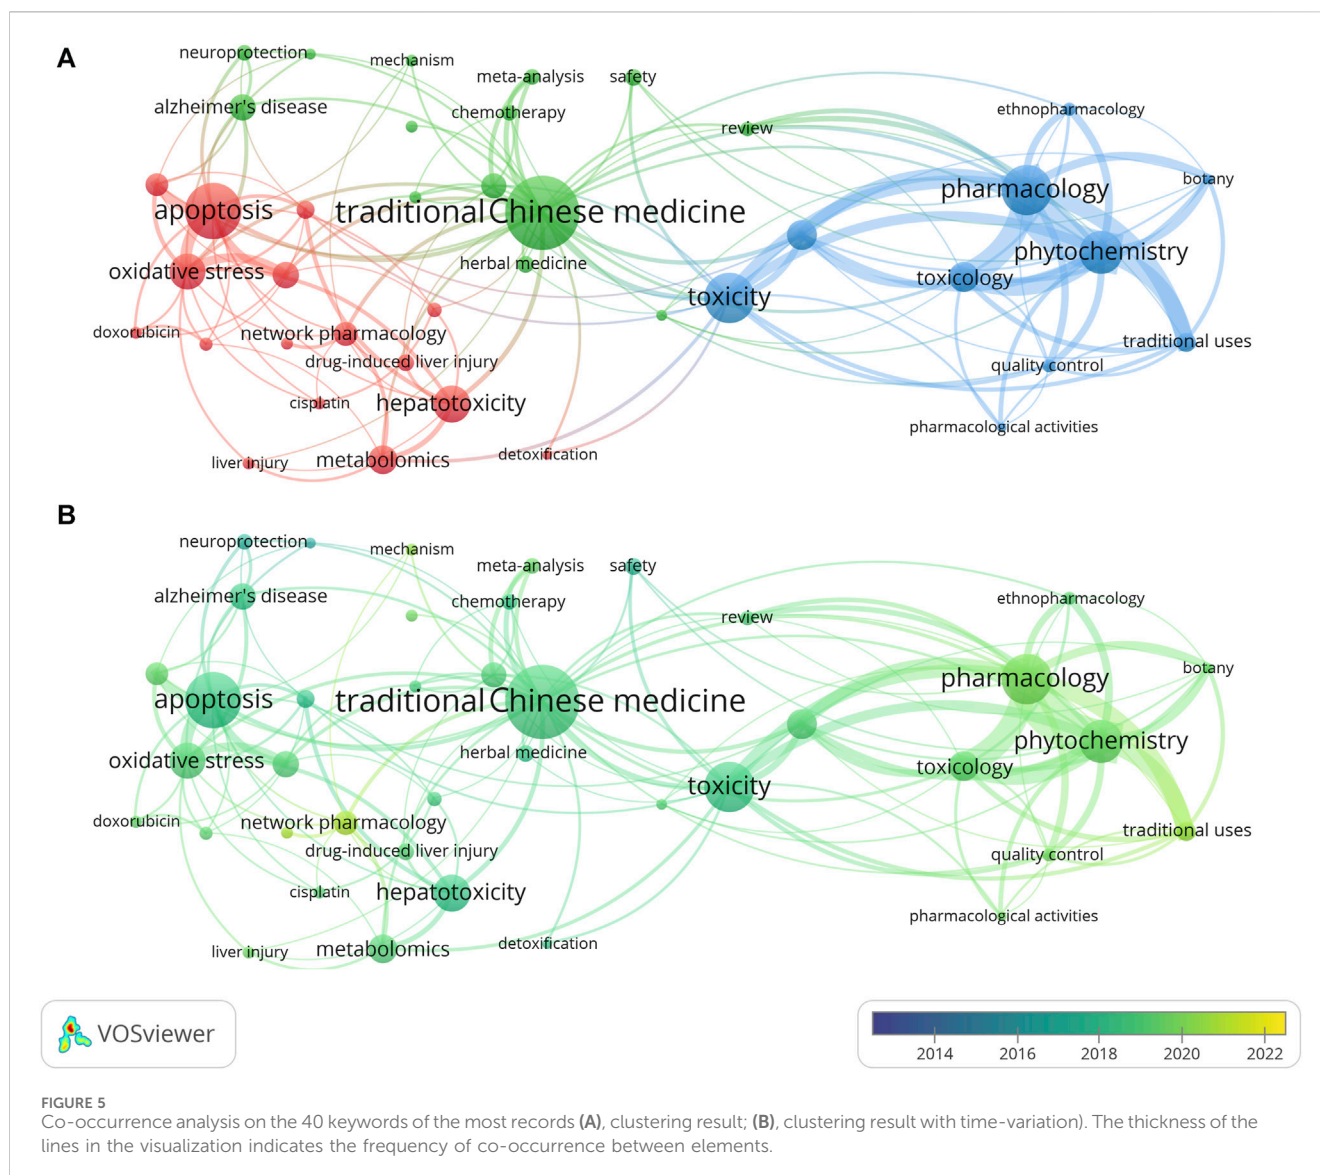 A
neuroprotection
mechanism
meta-analysis
safety
alzheimer's disease
chemotherapy
ethnopharmacology
review
botany
pharmacology
apoptosis
traditional Chinese medicine
phytochemistry
herbal medicine
oxidative stress
toxicology
toxicity
doxorubicin
network pharmacology
traditional uses
drug-induced liver injury
quality control
cisplatin
hepatotoxicity
pharmacological activities
detoxification
liver injury
metabolomics
B
neuroprotection
mechanism
meta-analysis
safety
alzheimer's disease
chemotherapy
ethnopharmacology
review
botany
pharmacology
apoptosis
traditional Chinese medicine
phytochemistry
herbal medicine
oxidative stress
toxicology
toxicity
doxorubicin
network pharmacology
traditional uses
drug-induced liver injury
quality control
cisplatin
hepatotoxicity
pharmacological activities
detoxification
liver injury
metabolomics
VOSviewer
2014 2016 2018 2020 2022
FIGURE 5
Co-occurrence analysis on the 40 keywords of the most records (A), clustering result; (B), clustering result with time-variation). The thickness of the
lines in the visualization indicates the frequency of co-occurrence between elements.